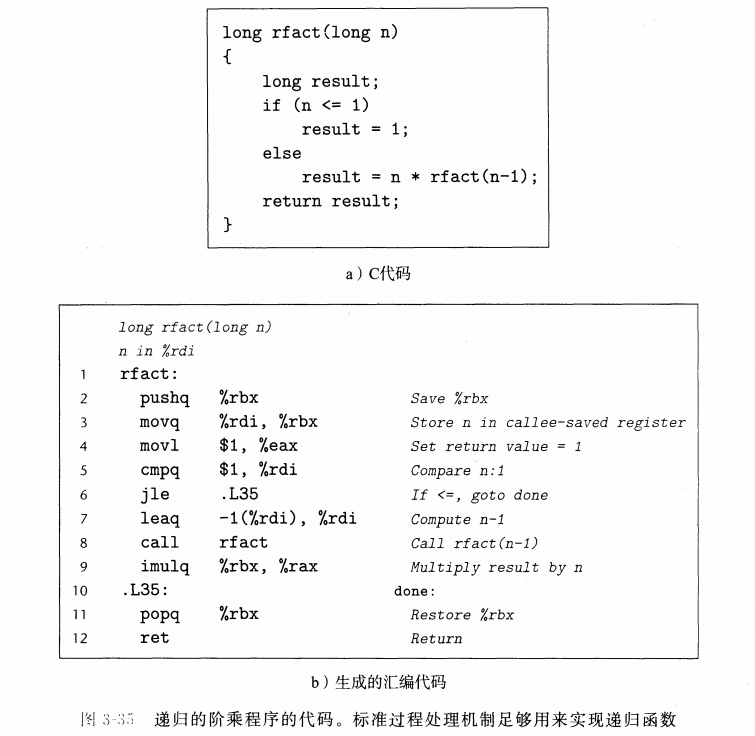 long rfact(long n)
{
    long result;
    if (n <= 1)
        result = 1;
    else
        result = n * rfact(n-1);
    return result;
}
a）C代码
long rfact(long n)
n in %rdi
1 rfact:
2 pushq %rbx Save %rbx
3 movq %rdi, %rbx Store n in callee-saved register
4 movl $1, %eax Set return value = 1
5 cmpq $1, %rdi Compare n:1
6 jle .L35 If <=, goto done
7 leaq -1(%rdi), %rdi Compute n-1
8 call rfact Call rfact(n-1)
9 imulq %rbx, %rax Multiply result by n
10 .L35: done:
11 popq %rbx Restore %rbx
12 ret Return
b）生成的汇编代码
图 3-35 递归的阶乘程序的代码。标准过程处理机制足够用来实现递归函数